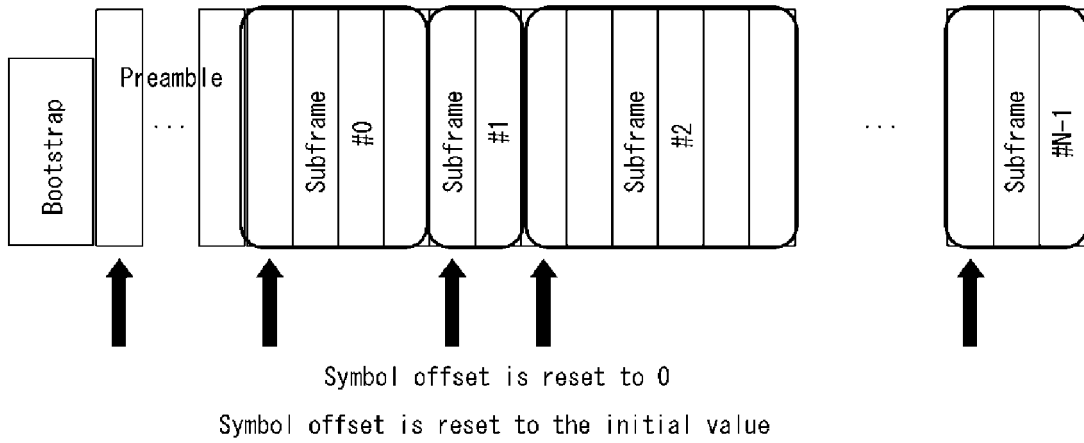 Preamble
Bootstrap
...
Subframe
#0
Subframe
#1
Subframe
#2
...
Subframe
#N-1
Symbol offset is reset to 0
Symbol offset is reset to the initial value